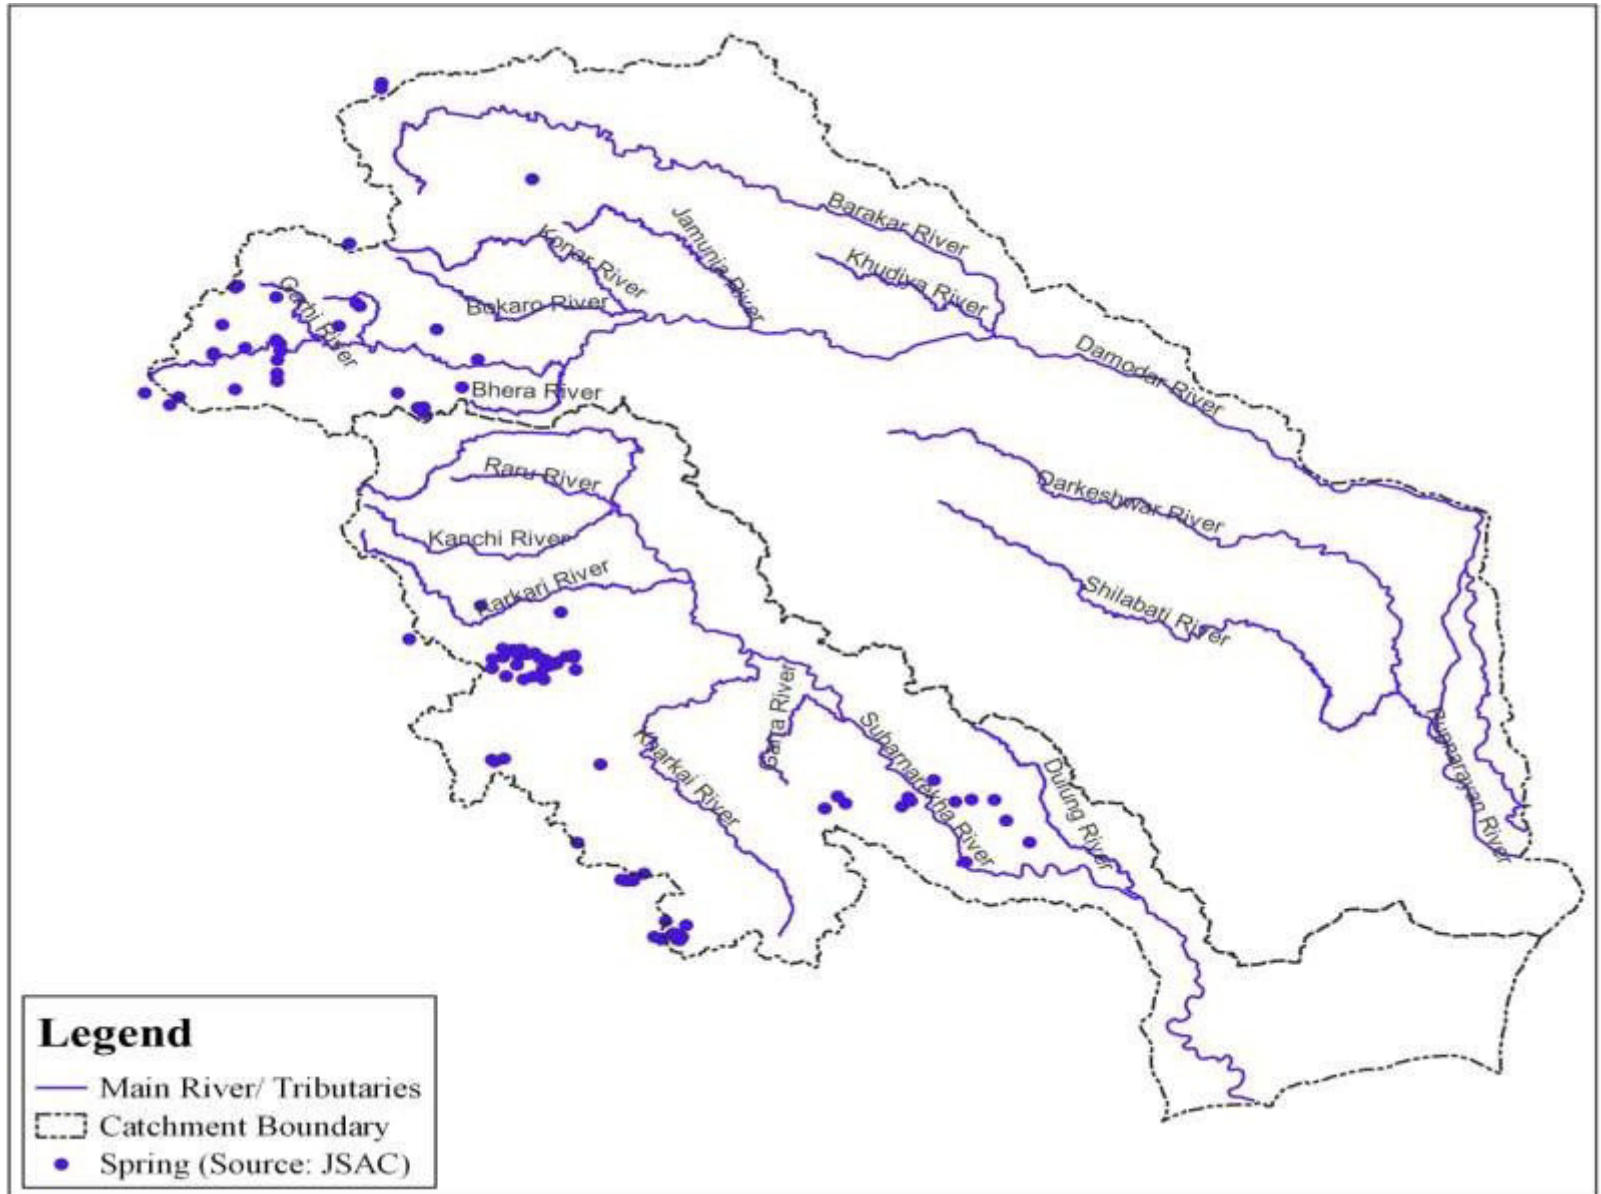 Barakar River
Jamunia River
Konar River
Khudiya River
Garhi River
Bokaro River
Damodar River
Bhera River
Raru River
Darkeshwar River
Kanchi River
Karkari River
Shilabati River
Garra River
Subarnarekha River
Kharkai River
Dulung River
Rupnarayan River
Legend
Main River/ Tributaries
Catchment Boundary
Spring (Source: JSAC)